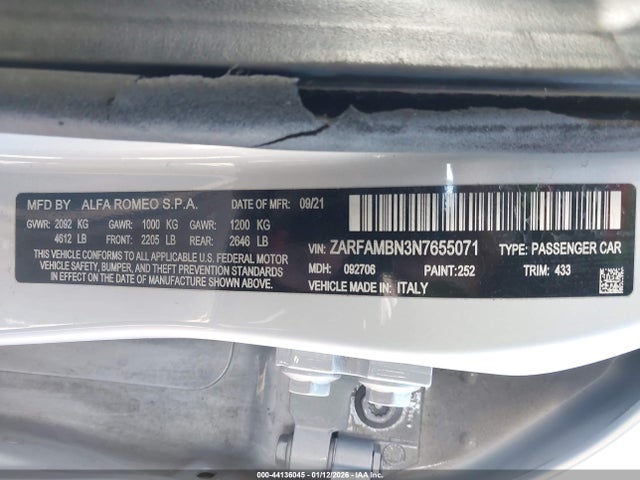 MFD BY ALFA ROMEO S.P.A. DATE OF MFR: 09/21
GVWR: 2092 KG GAWR: 1000 KG GAWR: 1200 KG
4612 LB FRONT: 2205 LB REAR: 2646 LB
THIS VEHICLE CONFORMS TO ALL APPLICABLE U.S. FEDERAL MOTOR
VEHICLE SAFETY, BUMPER, AND THEFT PREVENTION STANDARDS
IN EFFECT ON THE DATE OF MANUFACTURE SHOWN ABOVE.
VIN: ZARFAMBN3N7655071 TYPE: PASSENGER CAR
MDH: 092706 PAINT: 252 TRIM: 433
VEHICLE MADE IN: ITALY
000-44136045 - 01/12/2026 - IAAI.COM